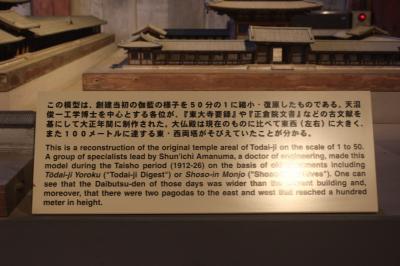 この模型は、創建当初の伽藍の様子を50分の1に縮小・復原したものである。天沼
俊一工学博士を中心とする各位が、『東大寺要録』や『正倉院文書』などの古文献を
基にして大正年間に制作された。大仏殿は現在のものに比べて東西（左右）に大きく、
また100メートルに達する東・西両塔がそびえていたことが分かる。
This is a reconstruction of the original temple areal of Todai-ji on the scale of 1 to 50.
A group of specialists lead by Shun'ichi Amanuma, a doctor of engineering, made this
model during the Taisho period (1912-26) on the basis of old documents including
Tōdai-ji Yoroku ("Todai-ji Digest") or Shoso-in Monjo ("Shoso-in Archives"). One can
see that the Daibutsu-den of those days was wider than the current building and,
moreover, that there were two pagodas to the east and west that reached a hundred
meter in height.